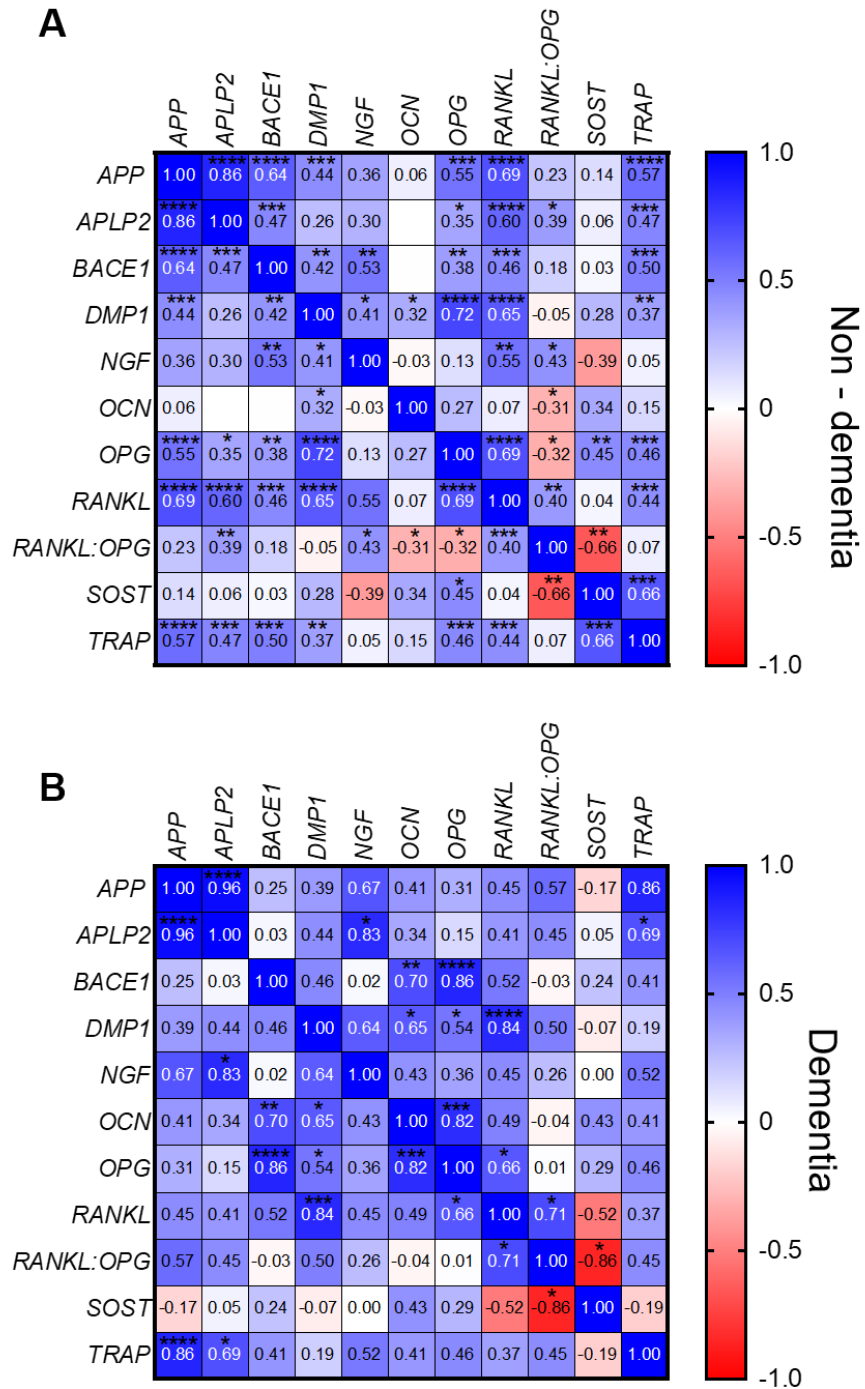 A
APP APLP2 BACE1 DMP1 NGF OCN OPG RANKL RANKL:OPG SOST TRAP
APP 1.00 ****0.86 ****0.64 ***0.44 0.36 0.06 ***0.55 ****0.69 0.23 0.14 ****0.57
APLP2 ****0.86 1.00 ***0.47 0.26 0.30 *0.35 ****0.60 *0.39 0.06 ***0.47
BACE1 ****0.64 ***0.47 1.00 **0.42 **0.53 **0.38 ***0.46 0.18 0.03 ***0.50
DMP1 ***0.44 0.26 **0.42 1.00 *0.41 *0.32 ****0.72 ****0.65 -0.05 0.28 **0.37
NGF 0.36 0.30 **0.53 *0.41 1.00 -0.03 0.13 **0.55 *0.43 -0.39 0.05
OCN 0.06 *0.32 -0.03 1.00 0.27 0.07 *-0.31 0.34 0.15
OPG ****0.55 *0.35 **0.38 ****0.72 0.13 0.27 1.00 ****0.69 *-0.32 **0.45 ***0.46
RANKL ****0.69 ****0.60 ***0.46 ****0.65 0.55 0.07 ****0.69 1.00 **0.40 0.04 ***0.44
RANKL:OPG 0.23 **0.39 0.18 -0.05 *0.43 *-0.31 *-0.32 ***0.40 1.00 **-0.66 0.07
SOST 0.14 0.06 0.03 0.28 -0.39 0.34 *0.45 0.04 **-0.66 1.00 ***0.66
TRAP ****0.57 ***0.47 ***0.50 **0.37 0.05 0.15 ***0.46 ***0.44 0.07 ***0.66 1.00
1.0
0.5
0
-0.5
-1.0
Non - dementia
B
APP APLP2 BACE1 DMP1 NGF OCN OPG RANKL RANKL:OPG SOST TRAP
APP 1.00 ****0.96 0.25 0.39 0.67 0.41 0.31 0.45 0.57 -0.17 0.86
APLP2 ****0.96 1.00 0.03 0.44 *0.83 0.34 0.15 0.41 0.45 0.05 *0.69
BACE1 0.25 0.03 1.00 0.46 0.02 **0.70 ****0.86 0.52 -0.03 0.24 0.41
DMP1 0.39 0.44 0.46 1.00 0.64 *0.65 *0.54 ****0.84 0.50 -0.07 0.19
NGF 0.67 *0.83 0.02 0.64 1.00 0.43 0.36 0.45 0.26 0.00 0.52
OCN 0.41 0.34 **0.70 *0.65 0.43 1.00 ***0.82 0.49 -0.04 0.43 0.41
OPG 0.31 0.15 ****0.86 *0.54 0.36 ***0.82 1.00 *0.66 0.01 0.29 0.46
RANKL 0.45 0.41 0.52 ***0.84 0.45 0.49 *0.66 1.00 *0.71 -0.52 0.37
RANKL:OPG 0.57 0.45 -0.03 0.50 0.26 -0.04 0.01 *0.71 1.00 *-0.86 0.45
SOST -0.17 0.05 0.24 -0.07 0.00 0.43 0.29 -0.52 *-0.86 1.00 -0.19
TRAP ****0.86 *0.69 0.41 0.19 0.52 0.41 0.46 0.37 0.45 -0.19 1.00
1.0
0.5
0
-0.5
-1.0
Dementia